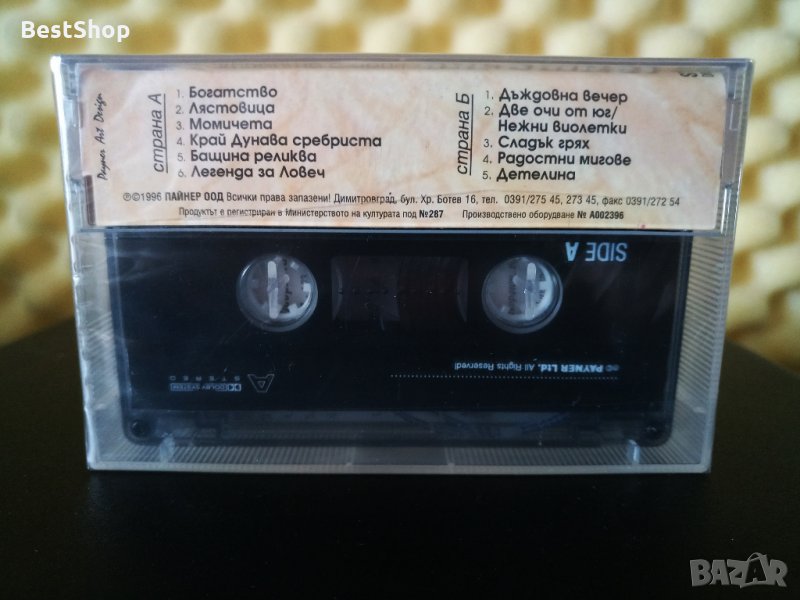 BestShop
Payner Art Design
страна А
1. Богатство
2. Лястовица
3. Момичета
4. Край Дунава сребриста
5. Бащина реликва
6. Легенда за Ловеч
страна Б
1. Дъждовна вечер
2. Две очи от юг/
Нежни виолетки
3. Сладък грях
4. Радостни мигове
5. Детелина
℗©1996 ПАЙНЕР ООД Всички права запазени! Димитровград, бул. Хр. Ботев 16, тел. 0391/275 45, 273 45, факс 0391/272 54
Продуктът е регистриран в Министерството на културата под №287 Производствено оборудване № А002396
SIDE A
℗© PAYNER Ltd. All Rights Reserved!
A
STEREO
DOLBY SYSTEM
BAZAR